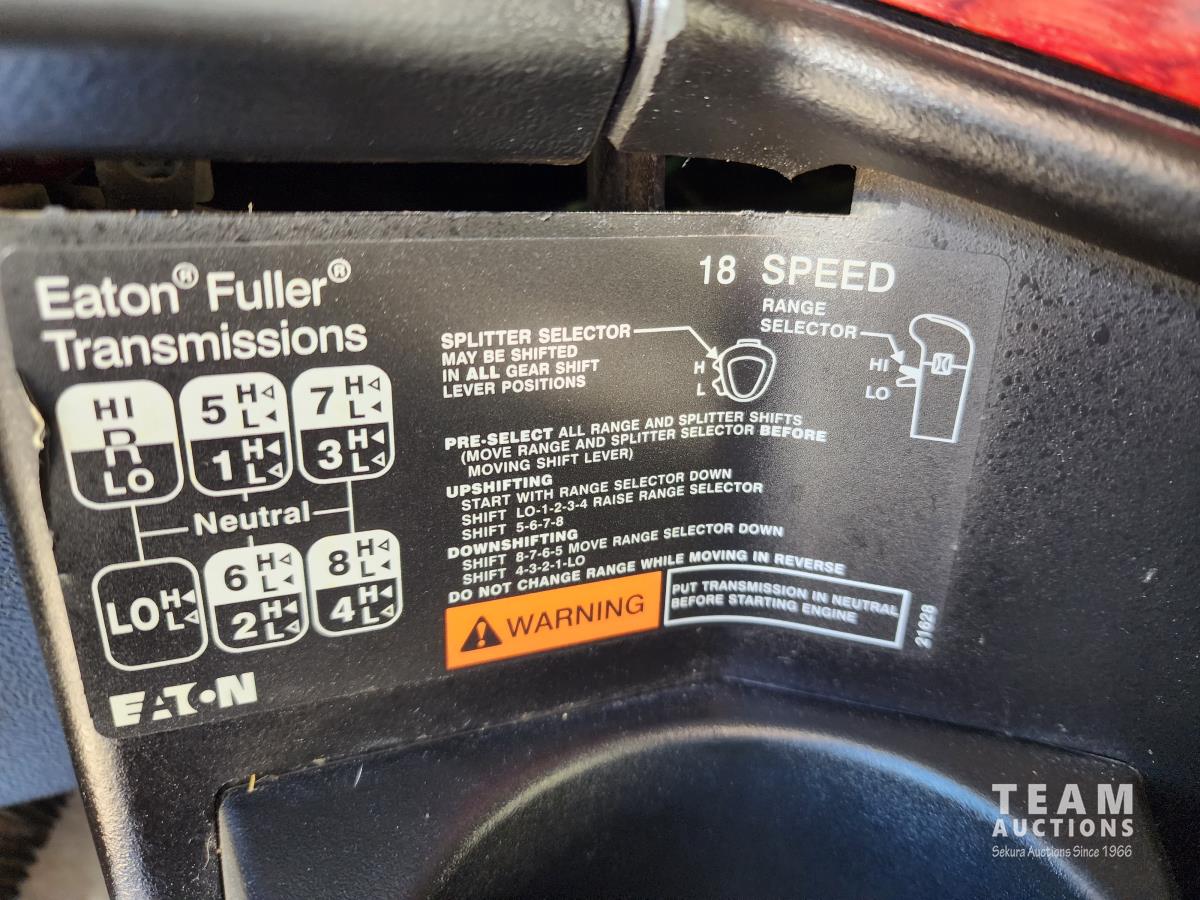 Eaton® Fuller®
Transmissions
HI
R
LO
5 H L
1 H L
7 H L
3 H L
Neutral
LO H L
6 H L
2 H L
8 H L
4 H L
EATON
18 SPEED
SPLITTER SELECTOR
MAY BE SHIFTED
IN ALL GEAR SHIFT
LEVER POSITIONS
H
L
RANGE
SELECTOR
HI
LO
PRE-SELECT ALL RANGE AND SPLITTER SHIFTS
(MOVE RANGE AND SPLITTER SELECTOR BEFORE
MOVING SHIFT LEVER)
UPSHIFTING
START WITH RANGE SELECTOR DOWN
SHIFT LO-1-2-3-4 RAISE RANGE SELECTOR
SHIFT 5-6-7-8
DOWNSHIFTING
SHIFT 8-7-6-5 MOVE RANGE SELECTOR DOWN
SHIFT 4-3-2-1-LO
DO NOT CHANGE RANGE WHILE MOVING IN REVERSE
WARNING
PUT TRANSMISSION IN NEUTRAL
BEFORE STARTING ENGINE
21628
TEAM
AUCTIONS
Sekura Auctions Since 1966